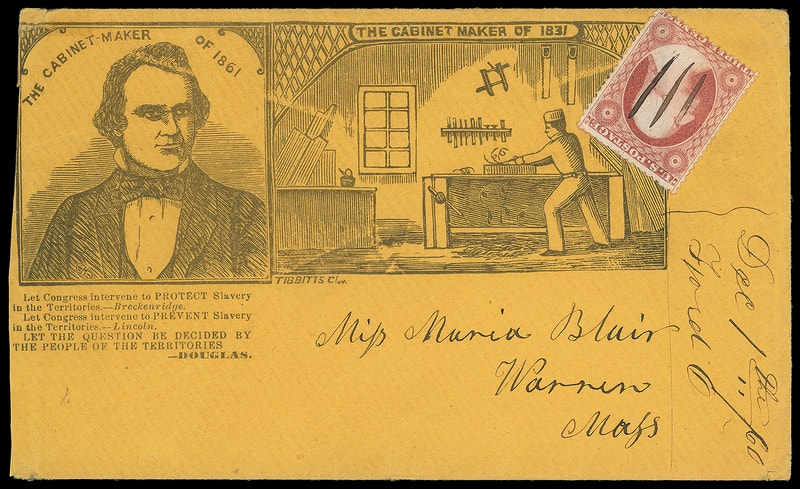 THE CABINET-MAKER OF 1861
THE CABINET MAKER OF 1831
TIBBITTS
Let Congress intervene to PROTECT Slavery
in the Territories.—Breckenridge.
Let Congress intervene to PREVENT Slavery
in the Territories.—Lincoln.
LET THE QUESTION BE DECIDED BY
THE PEOPLE OF THE TERRITORIES
—DOUGLAS.
Miss Maria Blair
Warren
Mass
U.S. POSTAGE
Dec 1 the /60